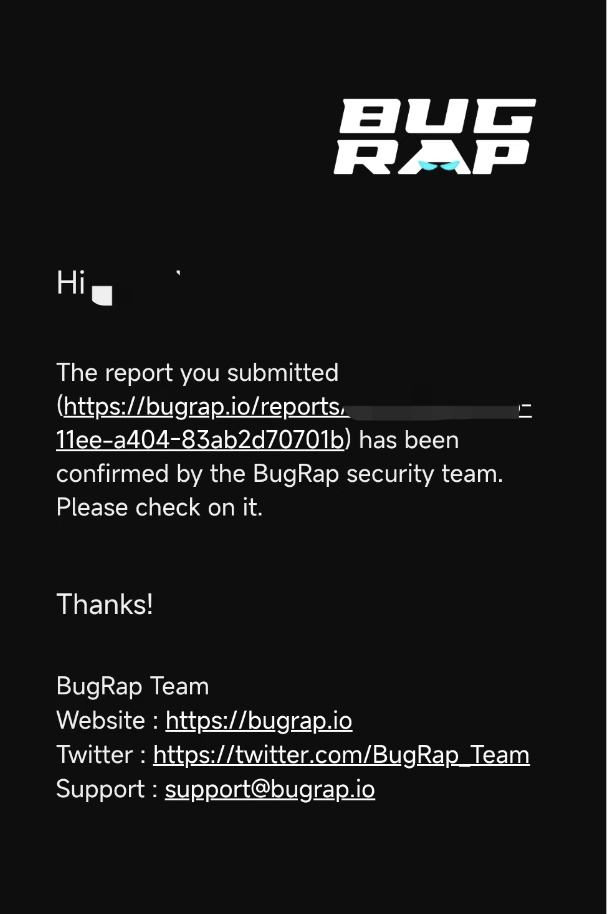 BUG
RAP
Hi
The report you submitted
(https://bugrap.io/reports/
-
11ee-a404-83ab2d70701b) has been
confirmed by the BugRap security team.
Please check on it.
Thanks!
BugRap Team
Website : https://bugrap.io
Twitter : https://twitter.com/BugRap_Team
Support : support@bugrap.io